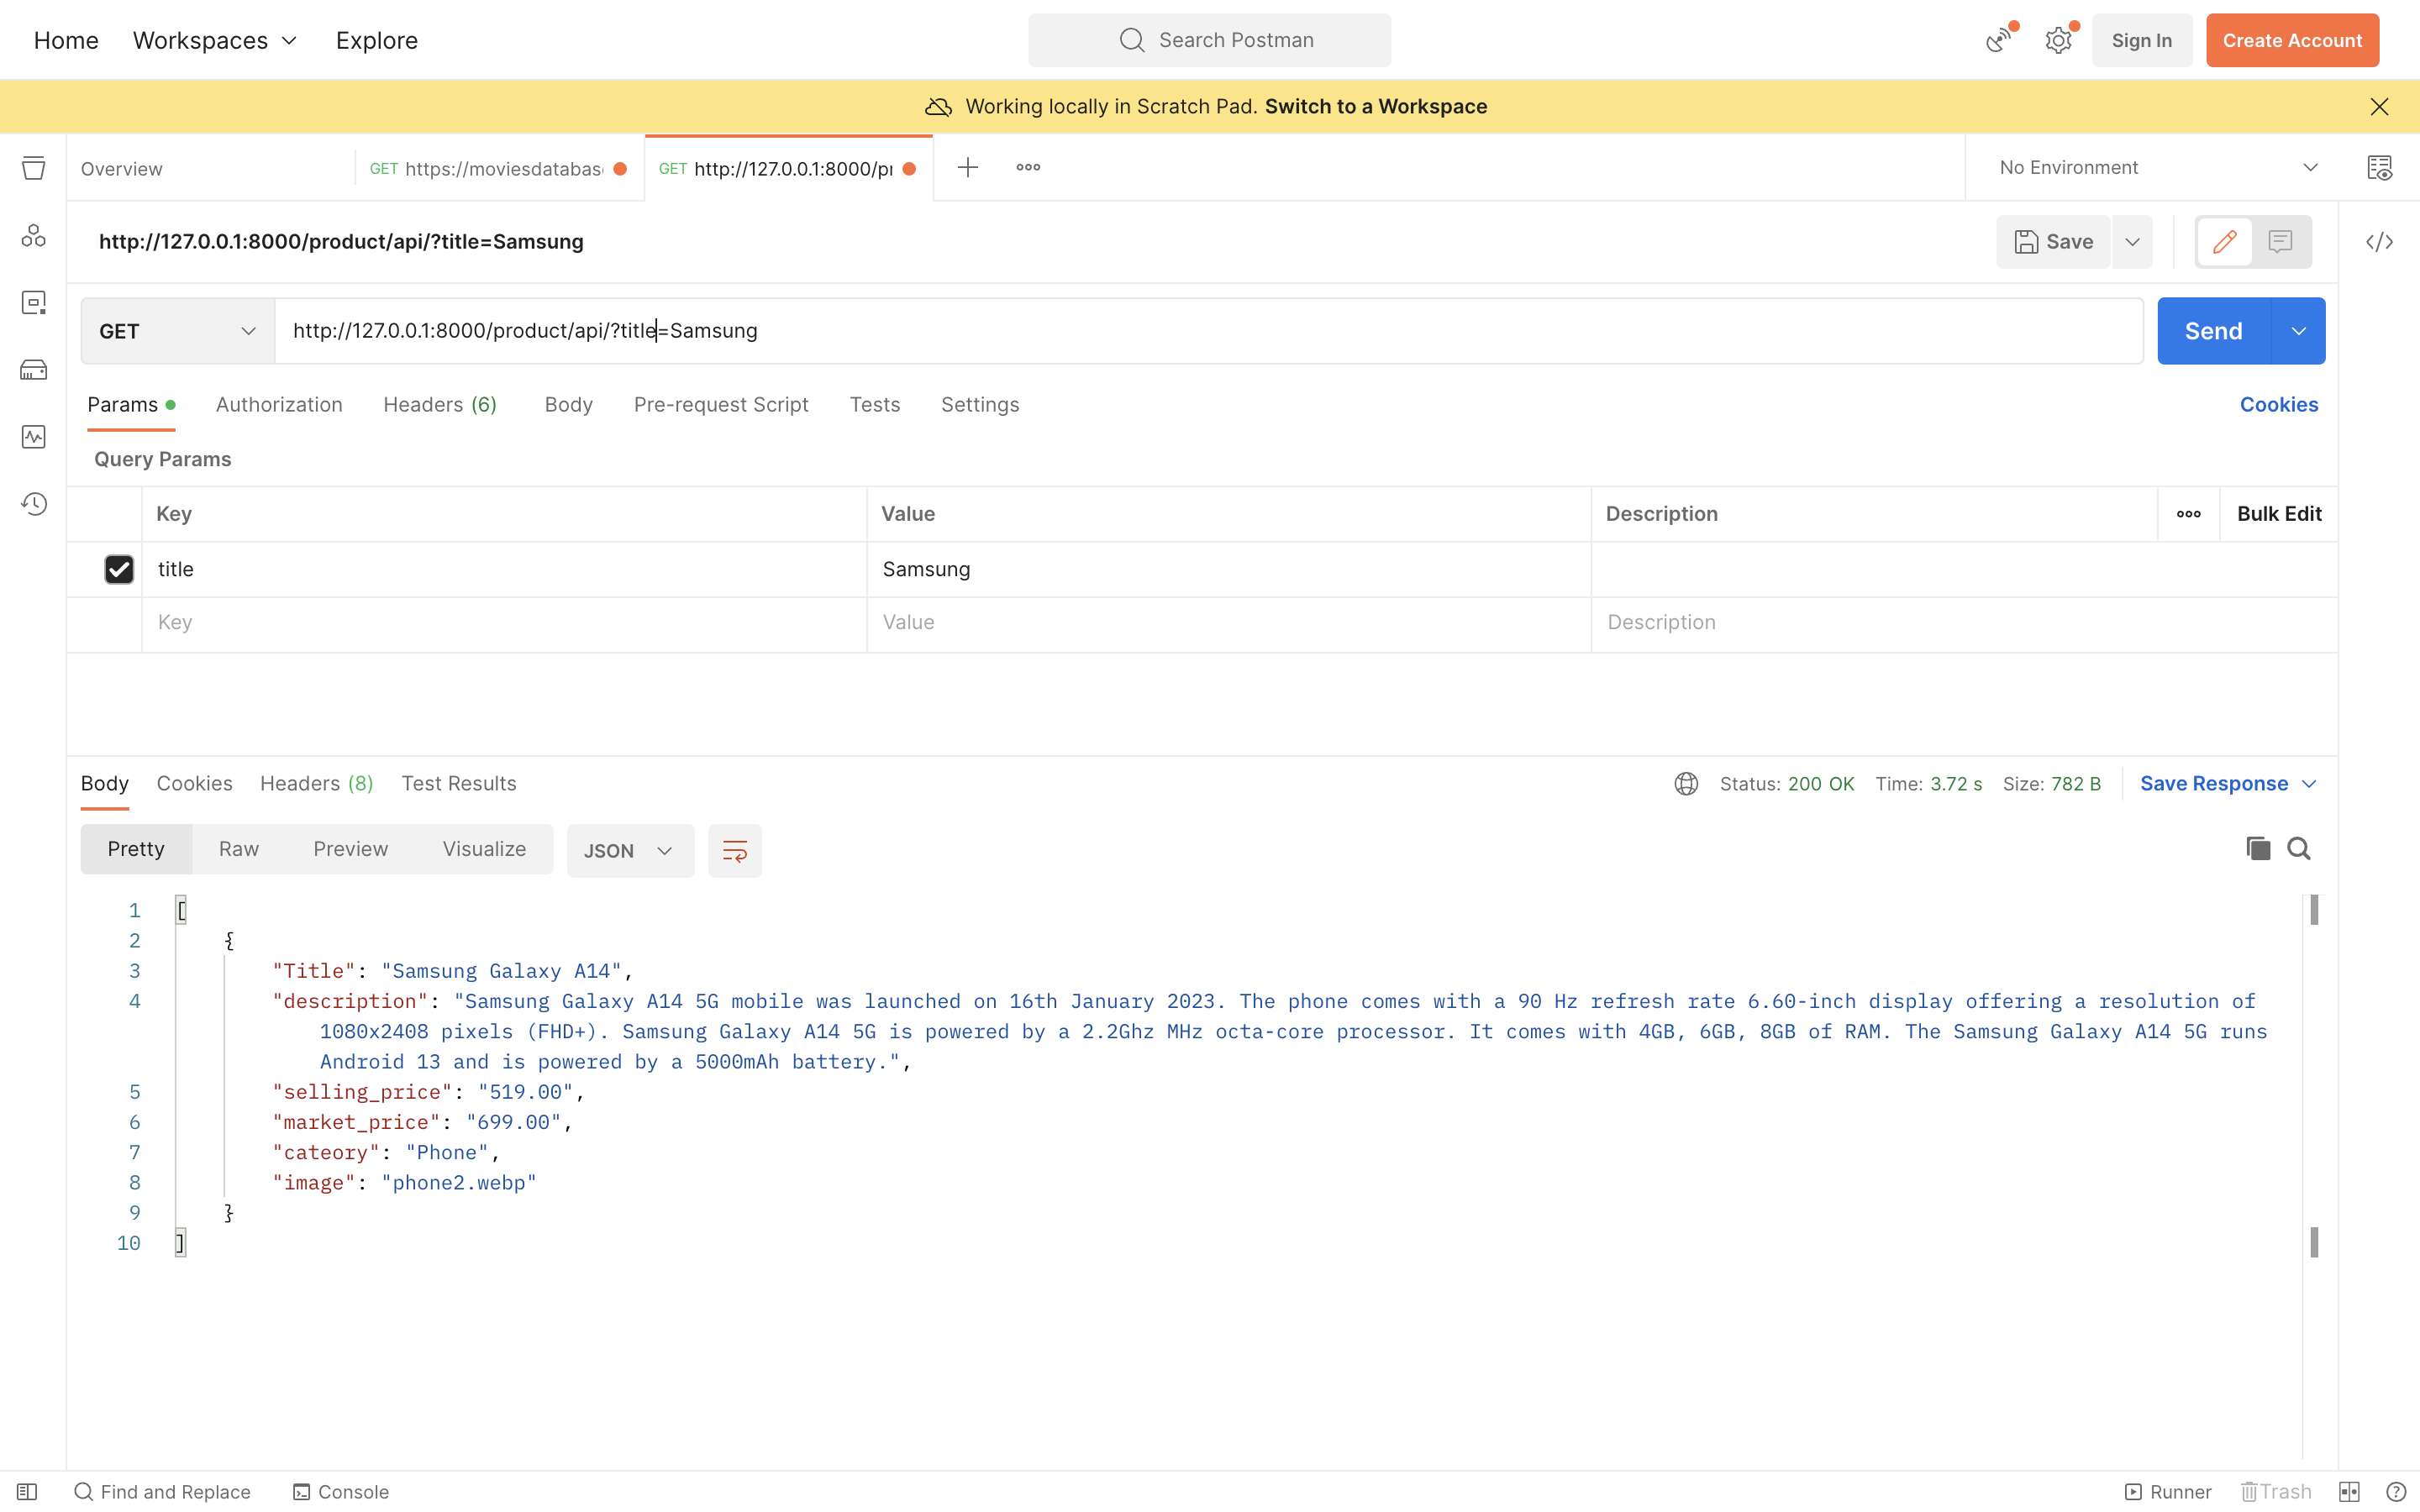 Home Workspaces Explore Search Postman Sign In Create Account
Working locally in Scratch Pad. Switch to a Workspace
Overview GET https://moviesdatabas GET http://127.0.0.1:8000/pr No Environment
http://127.0.0.1:8000/product/api/?title=Samsung Save
GET http://127.0.0.1:8000/product/api/?title=Samsung Send
Params Authorization Headers (6) Body Pre-request Script Tests Settings Cookies
Query Params
Key Value Description Bulk Edit
title Samsung
Key Value Description
Body Cookies Headers (8) Test Results Status: 200 OK Time: 3.72 s Size: 782 B Save Response
Pretty Raw Preview Visualize JSON
1 [
2 {
3 "Title": "Samsung Galaxy A14",
4 "description": "Samsung Galaxy A14 5G mobile was launched on 16th January 2023. The phone comes with a 90 Hz refresh rate 6.60-inch display offering a resolution of
1080x2408 pixels (FHD+). Samsung Galaxy A14 5G is powered by a 2.2Ghz MHz octa-core processor. It comes with 4GB, 6GB, 8GB of RAM. The Samsung Galaxy A14 5G runs
Android 13 and is powered by a 5000mAh battery.",
5 "selling_price": "519.00",
6 "market_price": "699.00",
7 "cateory": "Phone",
8 "image": "phone2.webp"
9 }
10 ]
Find and Replace Console Runner Trash